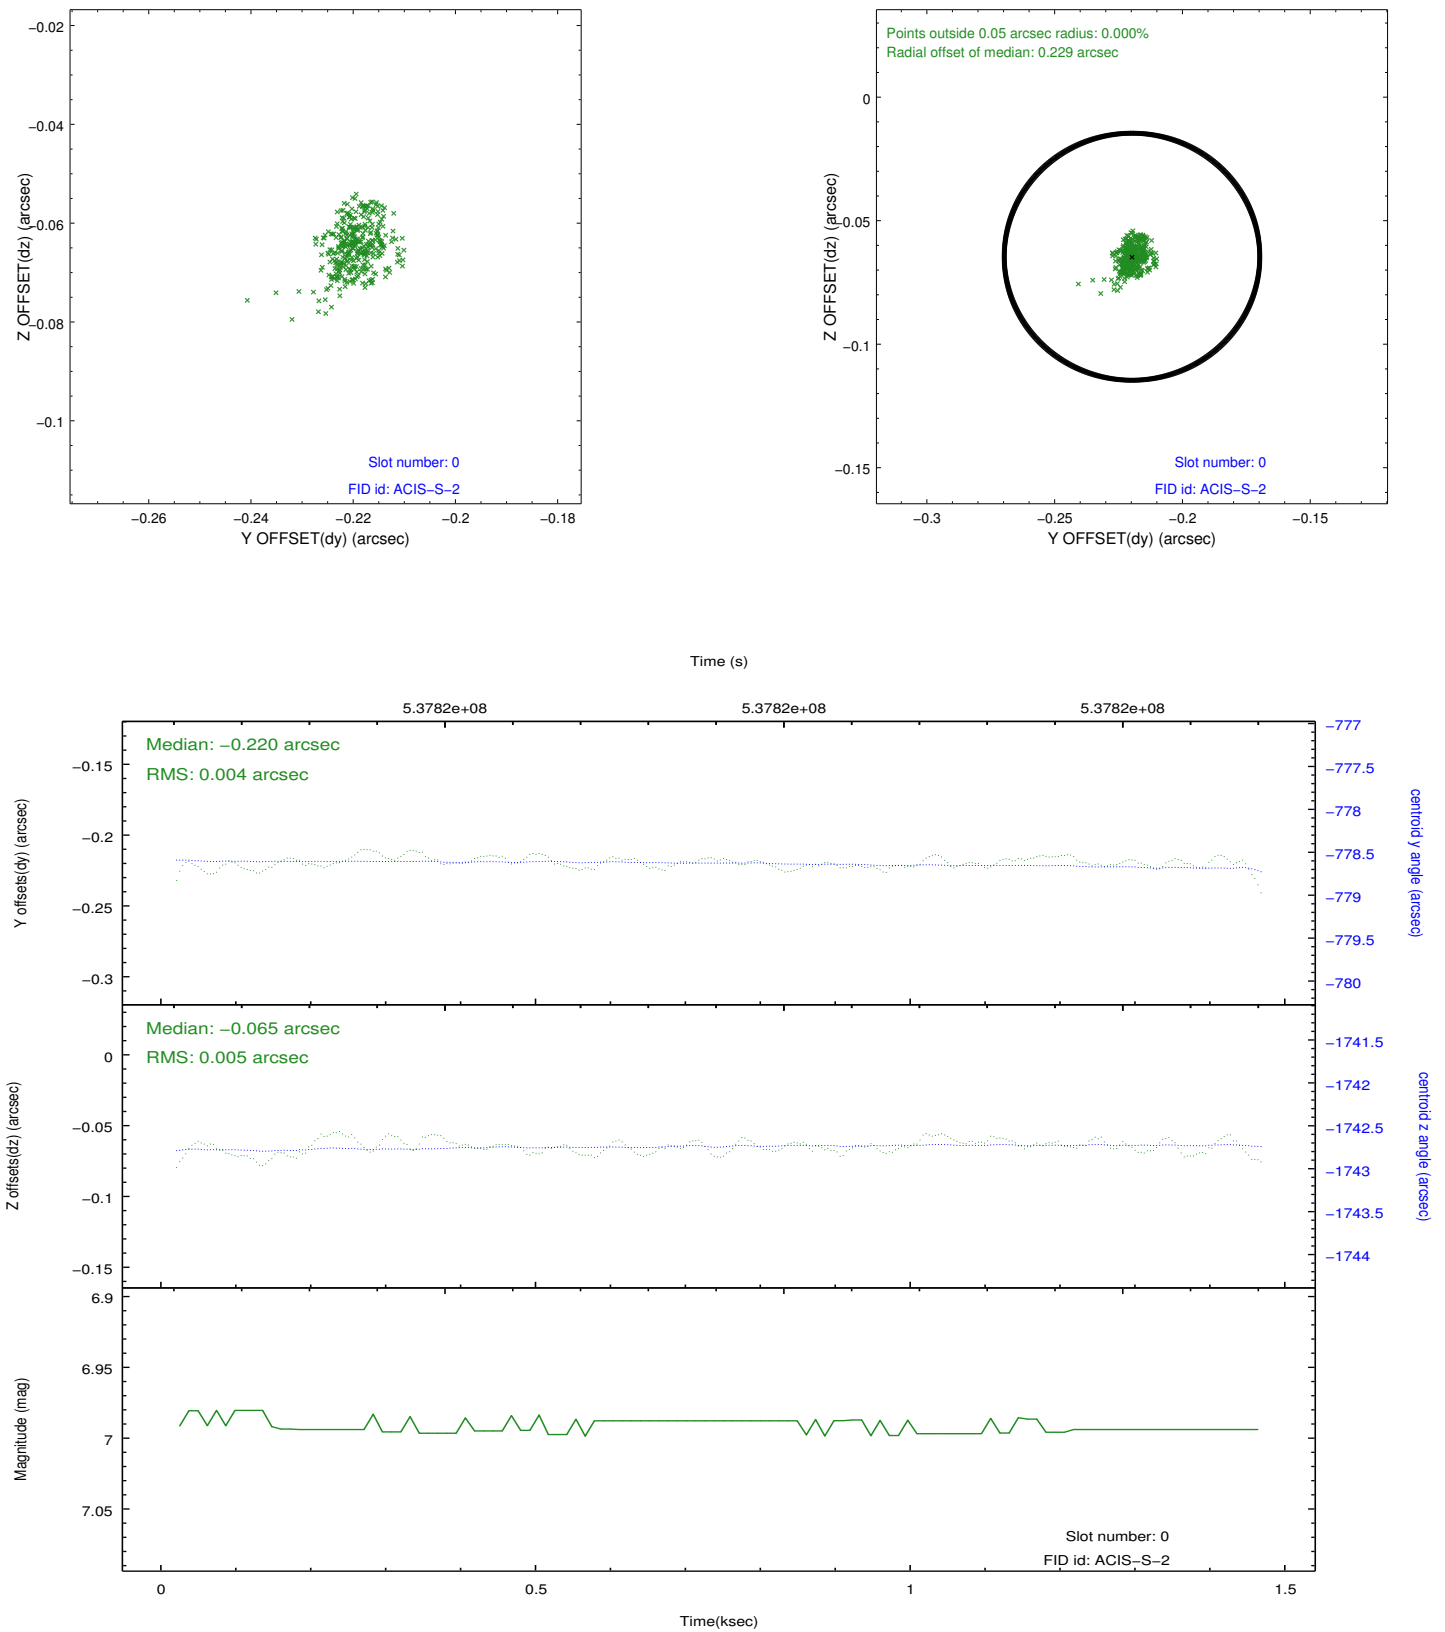 −0.02
−0.04
−0.06
−0.08
−0.1
Z OFFSET(dz) (arcsec)
Slot number: 0
FID id: ACIS−S−2
−0.26
−0.24
−0.22
−0.2
−0.18
Y OFFSET(dy) (arcsec)
Points outside 0.05 arcsec radius: 0.000%
Radial offset of median: 0.229 arcsec
0
−0.05
−0.1
−0.15
Z OFFSET(dz) (arcsec)
Slot number: 0
FID id: ACIS−S−2
−0.3
−0.25
−0.2
−0.15
Y OFFSET(dy) (arcsec)
Time (s)
5.3782e+08
5.3782e+08
5.3782e+08
Median: −0.220 arcsec
RMS: 0.004 arcsec
−0.15
−0.2
−0.25
−0.3
Y offsets(dy) (arcsec)
−777
−777.5
−778
−778.5
−779
−779.5
−780
centroid y angle (arcsec)
Median: −0.065 arcsec
RMS: 0.005 arcsec
0
−0.05
−0.1
−0.15
Z offsets(dz) (arcsec)
−1741.5
−1742
−1742.5
−1743
−1743.5
−1744
centroid z angle (arcsec)
6.9
6.95
7
7.05
Magnitude (mag)
Slot number: 0
FID id: ACIS−S−2
0
0.5
1
1.5
Time(ksec)